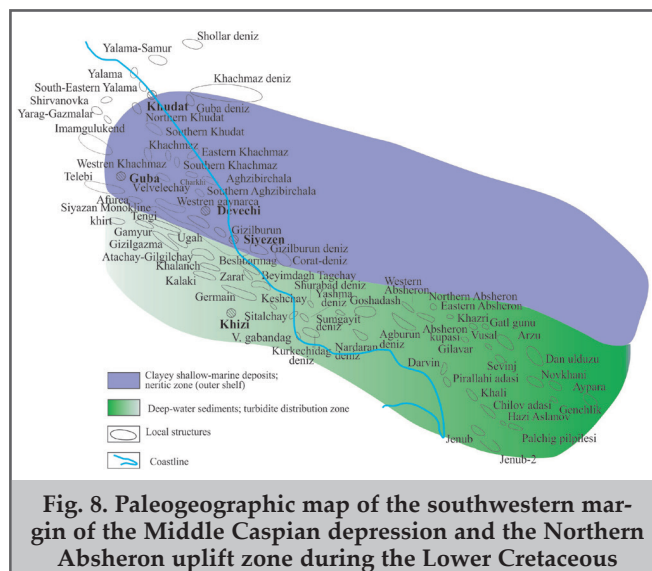 Shollar deniz
Yalama-Samur
Yalama
Khachmaz deniz
South-Eastern Yalama
Shirvanovka
Khudat
Guba deniz
Yarag-Gazmalar
Northern Khudat
Imamgulukend
Southern Khudat
Khachmaz
Eastern Khachmaz
Westren Khachmaz
Southern Khachmaz
Telebi
Guba
Charkhi
Aghzibirchala
Velvelechay
Southern Aghzibirchala
Afurca
Westren gaynarca
Siyazan Monokline
Devechi
khirt
Tengi
Gamyur
Gizilburun
Gizilgazma
Ugah
Siyezen
Atachay-Gilgilchay
Gizilburun deniz
Khalanch
Beshbarmag
Corat-deniz
Kalaki
Zarat
Beyimdagh Tagchay
Western
Absheron
Shurabad deniz
Germain
Keshchay
Yashma
deniz
Goshadash
Northern Absheron
Eastern Absheron
Khazri
Gatl gunu
Khizi
Sitalchay
Sumgayit
deniz
Agburun
Absheron
kupasi
Vusal
Arzu
V. gabandag
Gilavar
Kurkechidag
deniz
Nardaran
deniz
Darvin
Sevinj
Dan ulduzu
Pirallahi adasi
Novkhani
Khali
Aypara
Chilov adasi
Genchlik
Hazi Aslanov
Jenub
Palchig pilpilesi
Jenub-2
Clayey shallow-marine deposits;
neritic zone (outer shelf)
Deep-water sediments; turbidite distribution zone
Local structures
Coastline
Fig. 8. Paleogeographic map of the southwestern mar-
gin of the Middle Caspian depression and the Northern
Absheron uplift zone during the Lower Cretaceous